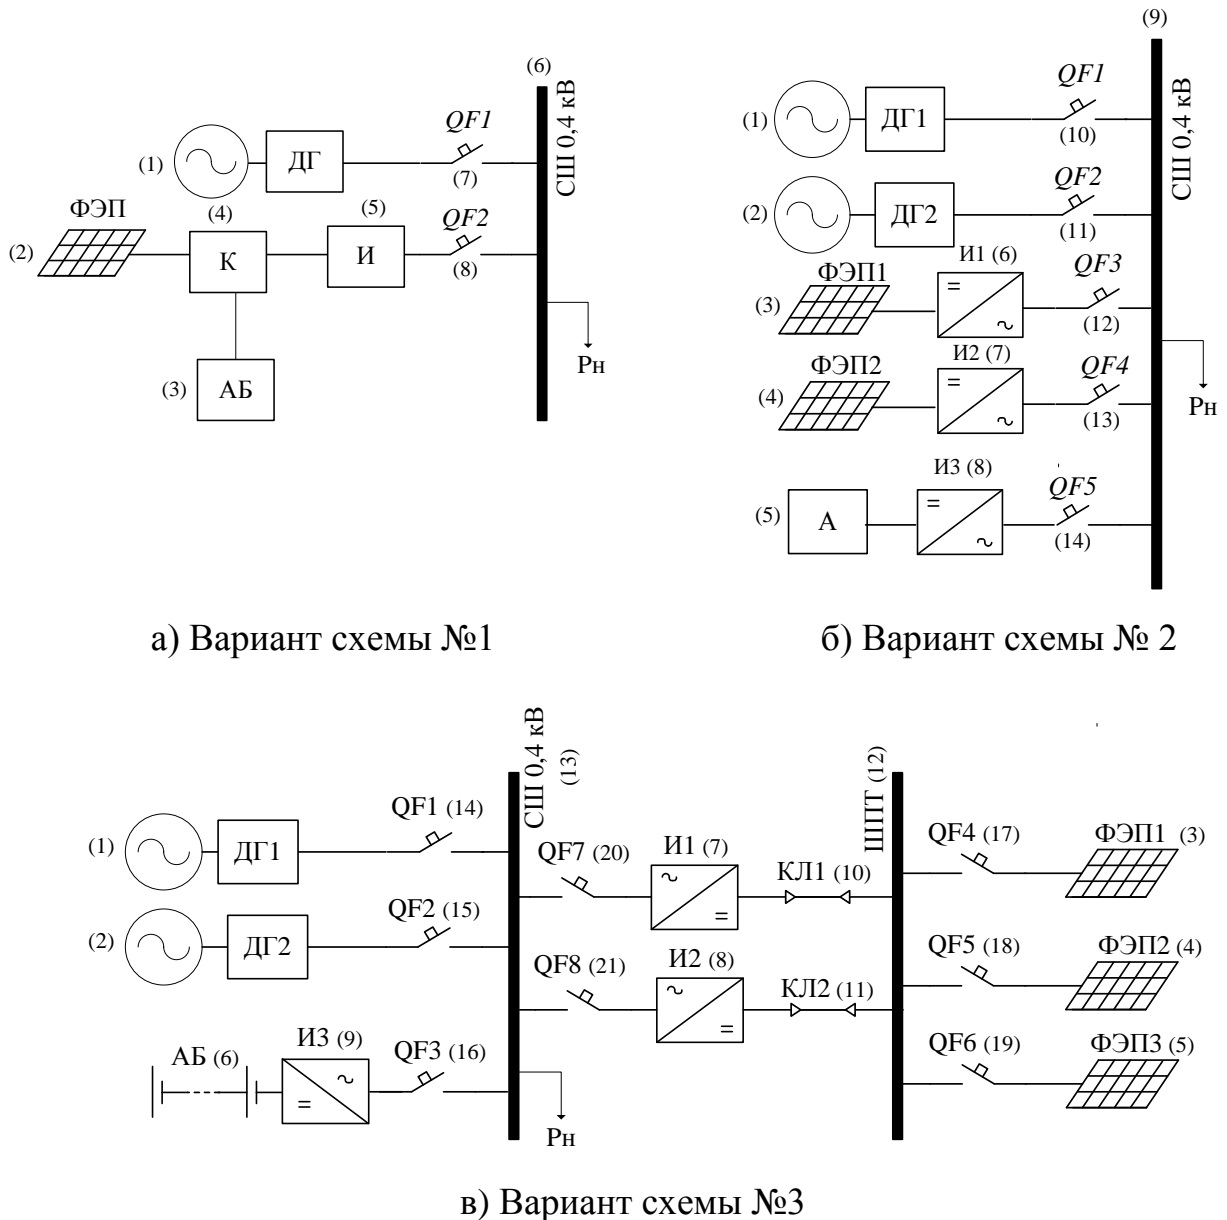 (6)
СШ 0,4 кВ
QF1
(1)
ДГ
(7)
ФЭП
(4)
(5)
QF2
(2)
К
И
(8)
Рн
(3)
АБ
а) Вариант схемы №1
(9)
СШ 0,4 кВ
QF1
(1)
ДГ1
(10)
QF2
(2)
ДГ2
(11)
ФЭП1
И1 (6)
QF3
(3)
=
~
(12)
ФЭП2
И2 (7)
QF4
(4)
=
~
(13)
Рн
И3 (8)
QF5
(5)
А
=
~
(14)
б) Вариант схемы № 2
СШ 0,4 кВ
(13)
ШПТ (12)
QF1 (14)
(1)
ДГ1
QF2 (15)
(2)
ДГ2
АБ (6)
И3 (9)
QF3 (16)
~
=
Рн
QF7 (20)
И1 (7)
КЛ1 (10)
~
=
QF8 (21)
И2 (8)
КЛ2 (11)
~
=
QF4 (17)
ФЭП1 (3)
QF5 (18)
ФЭП2 (4)
QF6 (19)
ФЭП3 (5)
в) Вариант схемы №3